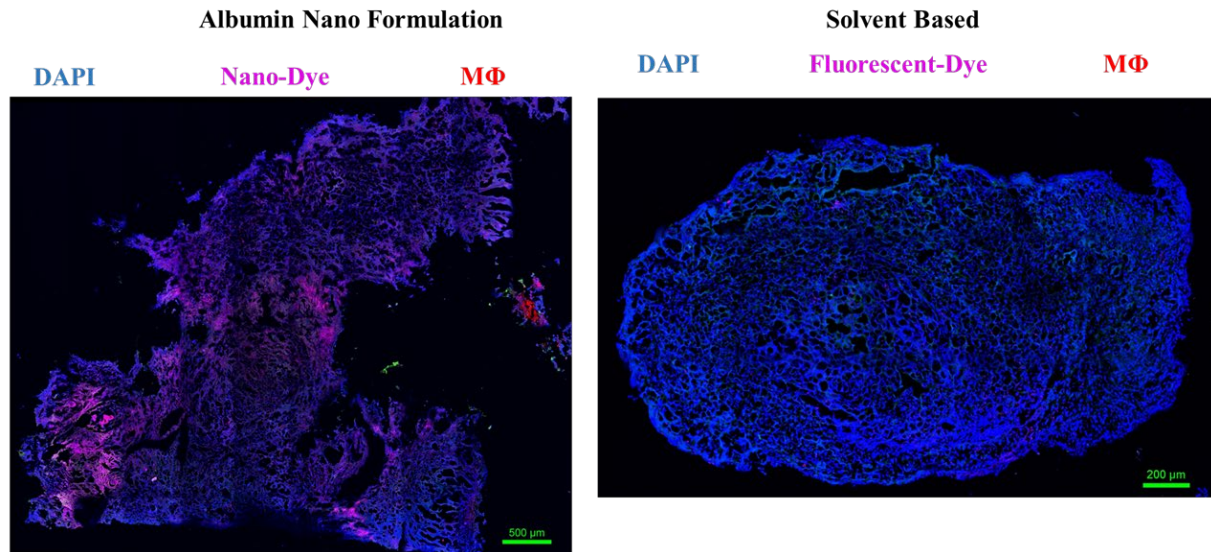 Albumin Nano Formulation
DAPI Nano-Dye MΦ
500 µm
Solvent Based
DAPI Fluorescent-Dye MΦ
200 µm